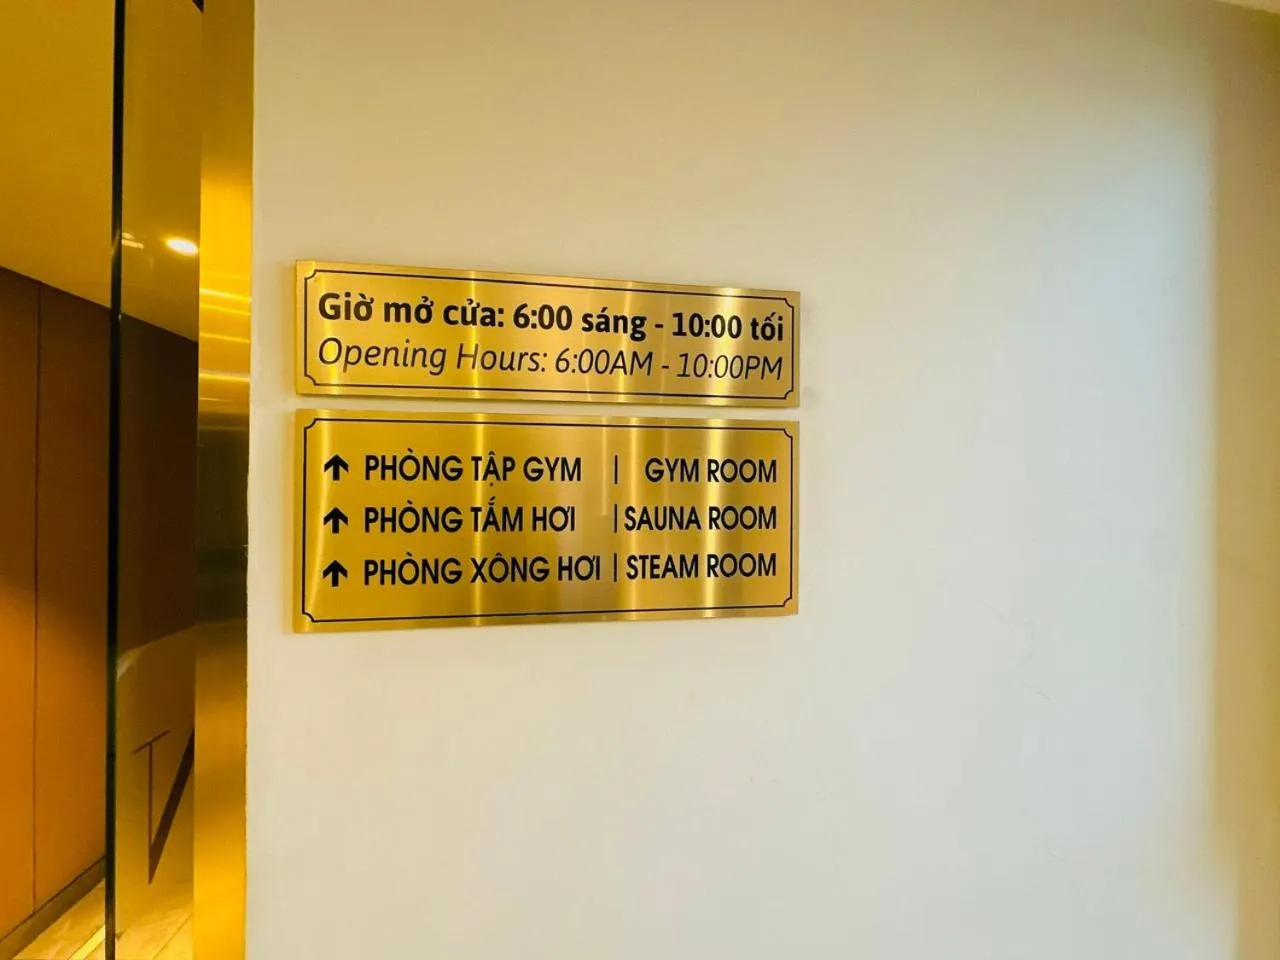 Giờ mở cửa: 6:00 sáng - 10:00 tối
Opening Hours: 6:00AM - 10:00PM
↑ PHÒNG TẬP GYM | GYM ROOM
↑ PHÒNG TẮM HƠI | SAUNA ROOM
↑ PHÒNG XÔNG HƠI | STEAM ROOM